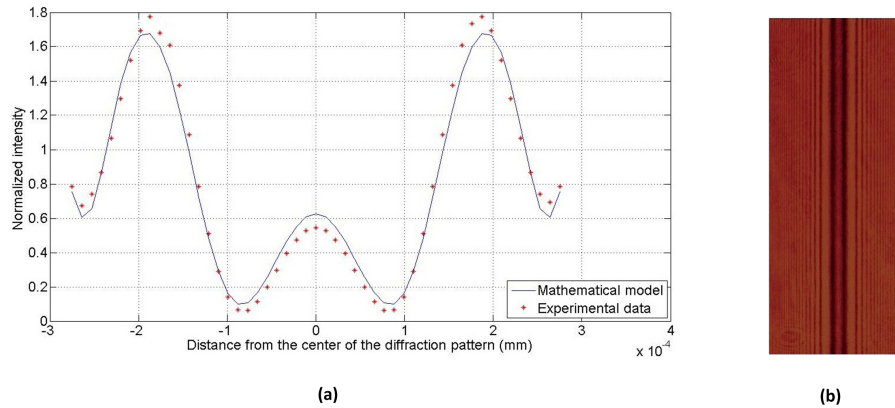 1.8
1.6
1.4
1.2
1
0.8
0.6
0.4
0.2
0
Normalized intensity
-3 -2 -1 0 1 2 3 4
Distance from the center of the diffraction pattern (mm)
x 10⁻⁴
Mathematical model
Experimental data
(a)
(b)